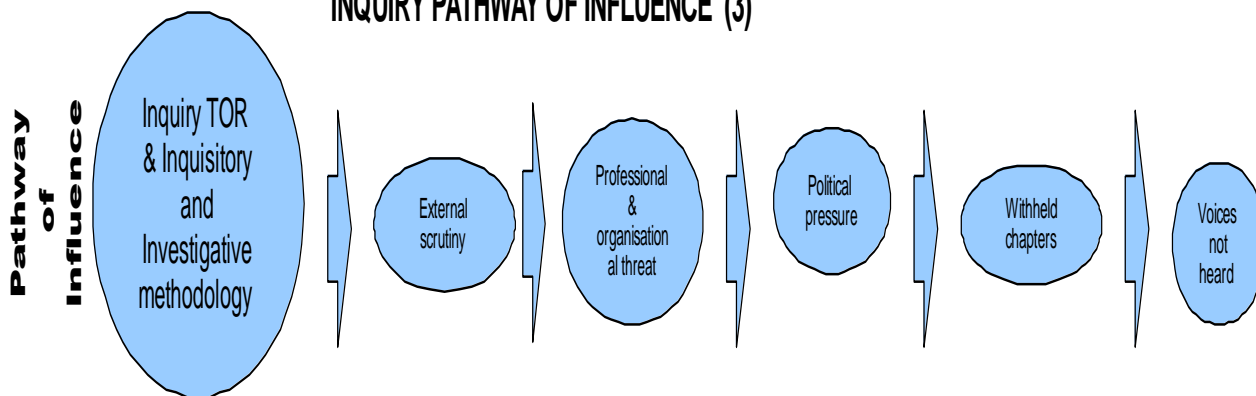 INQUIRY PATHWAY OF INFLUENCE (3)
Pathway
of
Influence
Inquiry TOR
& Inquisitory
and
Investigative
methodology
External
scrutiny
Professional
&
organisation
al threat
Political
pressure
Withheld
chapters
Voices
not
heard